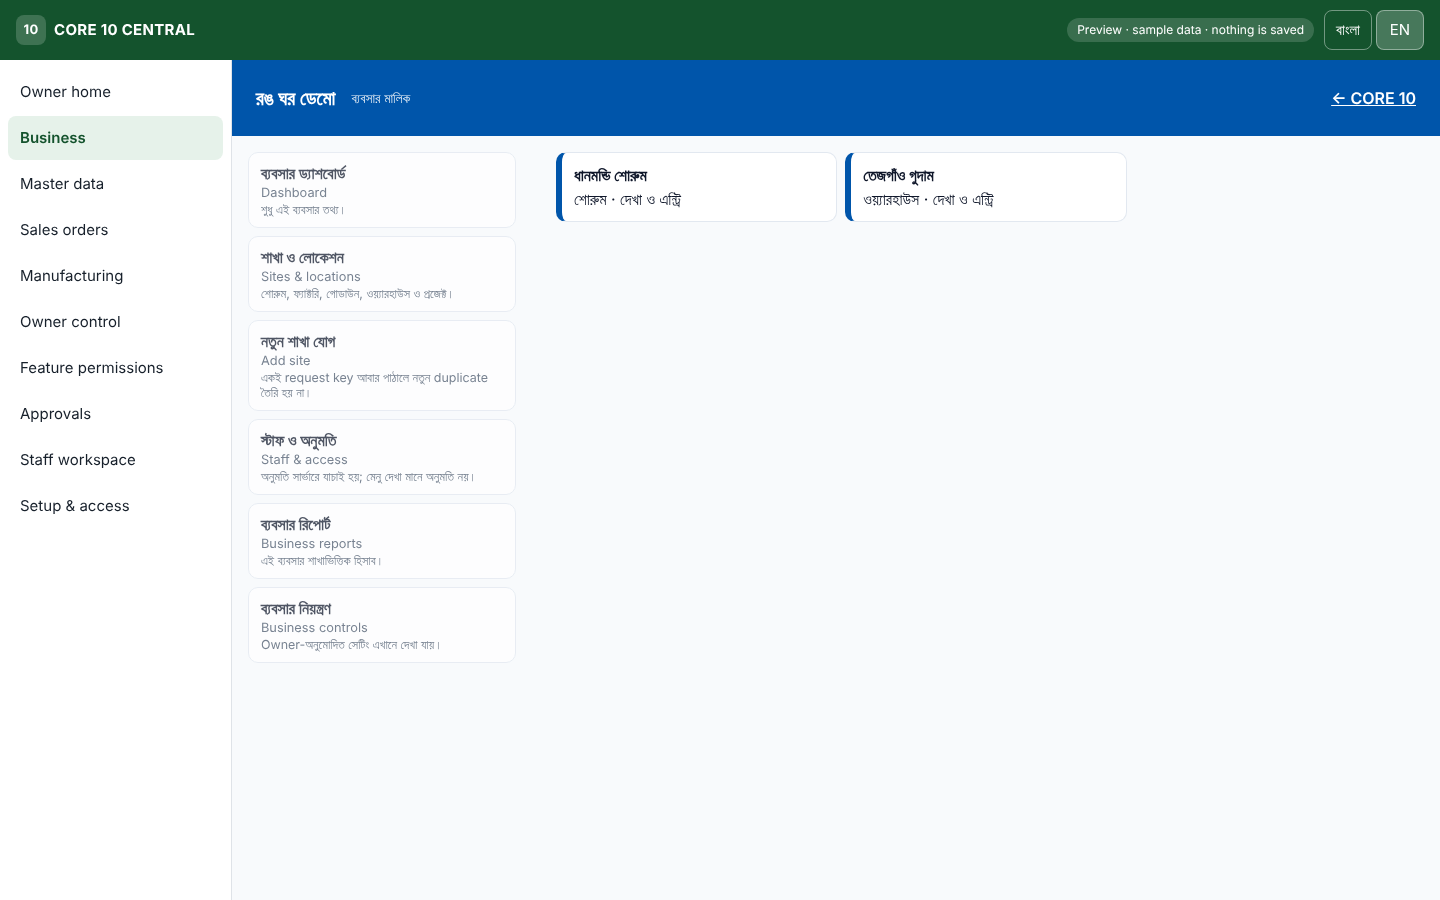 10 CORE 10 CENTRAL
Preview · sample data · nothing is saved
বাংলা
EN
Owner home
Business
Master data
Sales orders
Manufacturing
Owner control
Feature permissions
Approvals
Staff workspace
Setup & access
রঙ ঘর ডেমো ব্যবসার মালিক
← CORE 10
ব্যবসার ড্যাশবোর্ড
Dashboard
শুধু এই ব্যবসার তথ্য।
শাখা ও লোকেশন
Sites & locations
শোরুম, ফ্যাক্টরি, গোডাউন, ওয়্যারহাউস ও প্রজেক্ট।
নতুন শাখা যোগ
Add site
একই request key আবার পাঠালে নতুন duplicate
তৈরি হয় না।
স্টাফ ও অনুমতি
Staff & access
অনুমতি সার্ভারে যাচাই হয়; মেনু দেখা মানে অনুমতি নয়।
ব্যবসার রিপোর্ট
Business reports
এই ব্যবসার শাখাভিত্তিক হিসাব।
ব্যবসার নিয়ন্ত্রণ
Business controls
Owner-অনুমোদিত সেটিং এখানে দেখা যায়।
ধানমন্ডি শোরুম
শোরুম · দেখা ও এন্ট্রি
তেজগাঁও গুদাম
ওয়্যারহাউস · দেখা ও এন্ট্রি